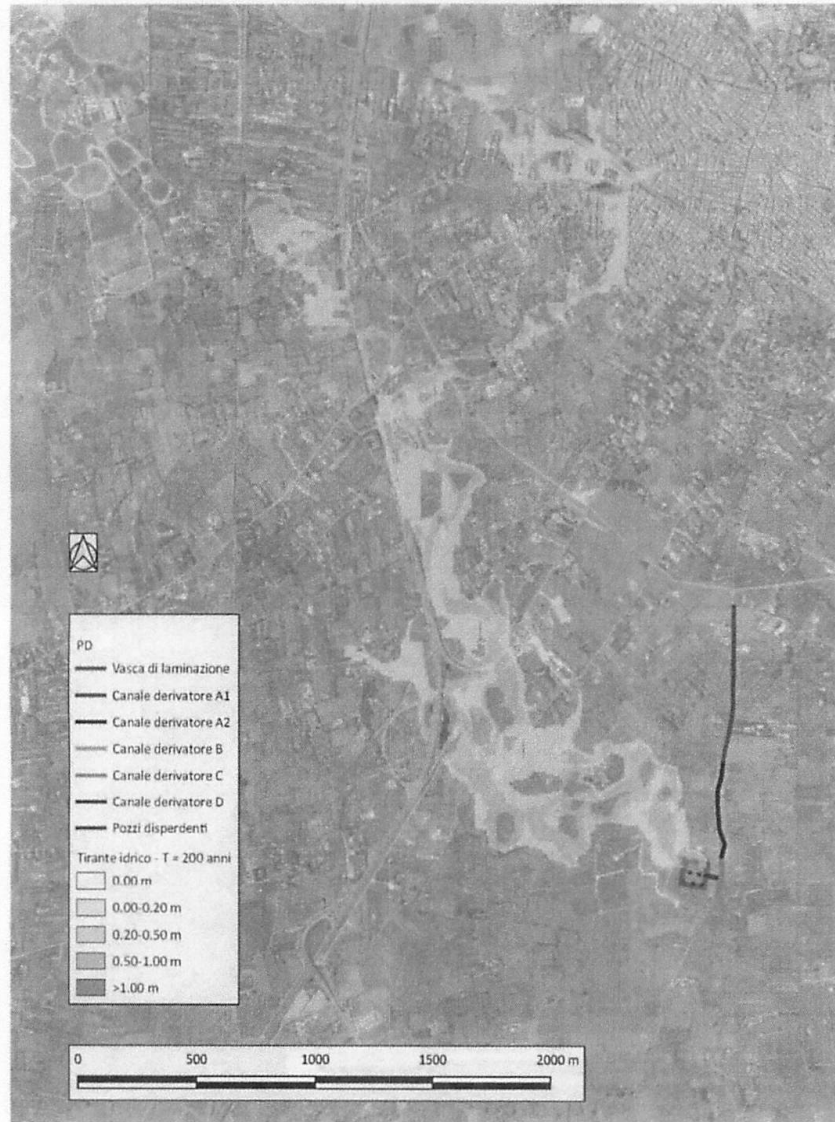 PD
Vasca di laminazione
Canale derivatore A1
Canale derivatore A2
Canale derivatore B
Canale derivatore C
Canale derivatore D
Pozzi disperdenti
Tirante idrico - T = 200 anni
0.00 m
0.00-0.20 m
0.20-0.50 m
0.50-1.00 m
>1.00 m
0 500 1000 1500 2000 m